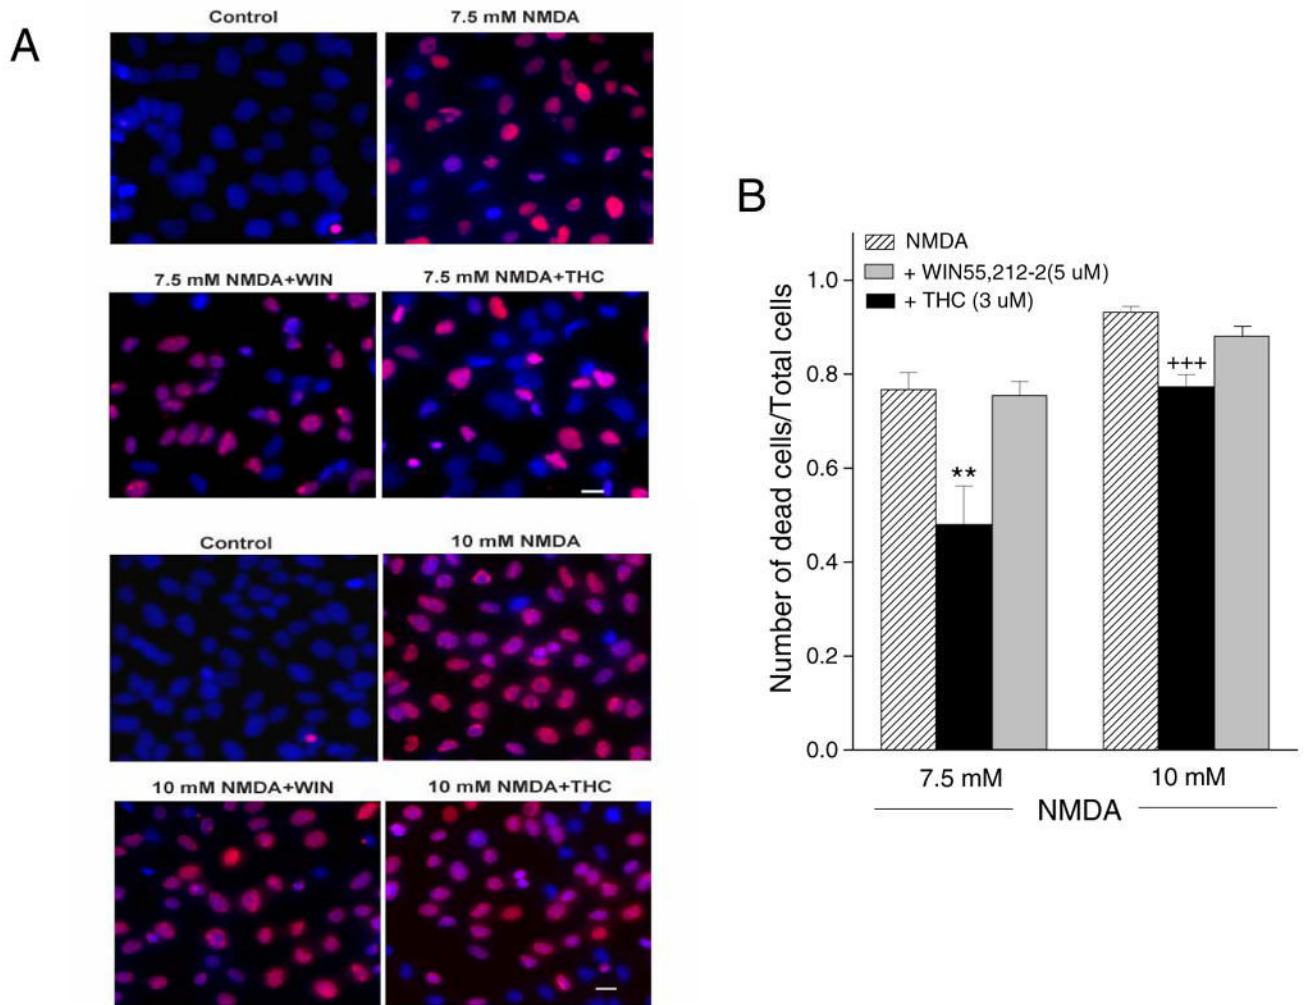 A
Control
7.5 mM NMDA
7.5 mM NMDA+WIN
7.5 mM NMDA+THC
Control
10 mM NMDA
10 mM NMDA+WIN
10 mM NMDA+THC
B
NMDA
+ WIN55,212-2(5 uM)
+ THC (3 uM)
Number of dead cells/Total cells
1.0
0.8
0.6
0.4
0.2
0.0
**
+++
7.5 mM
10 mM
NMDA